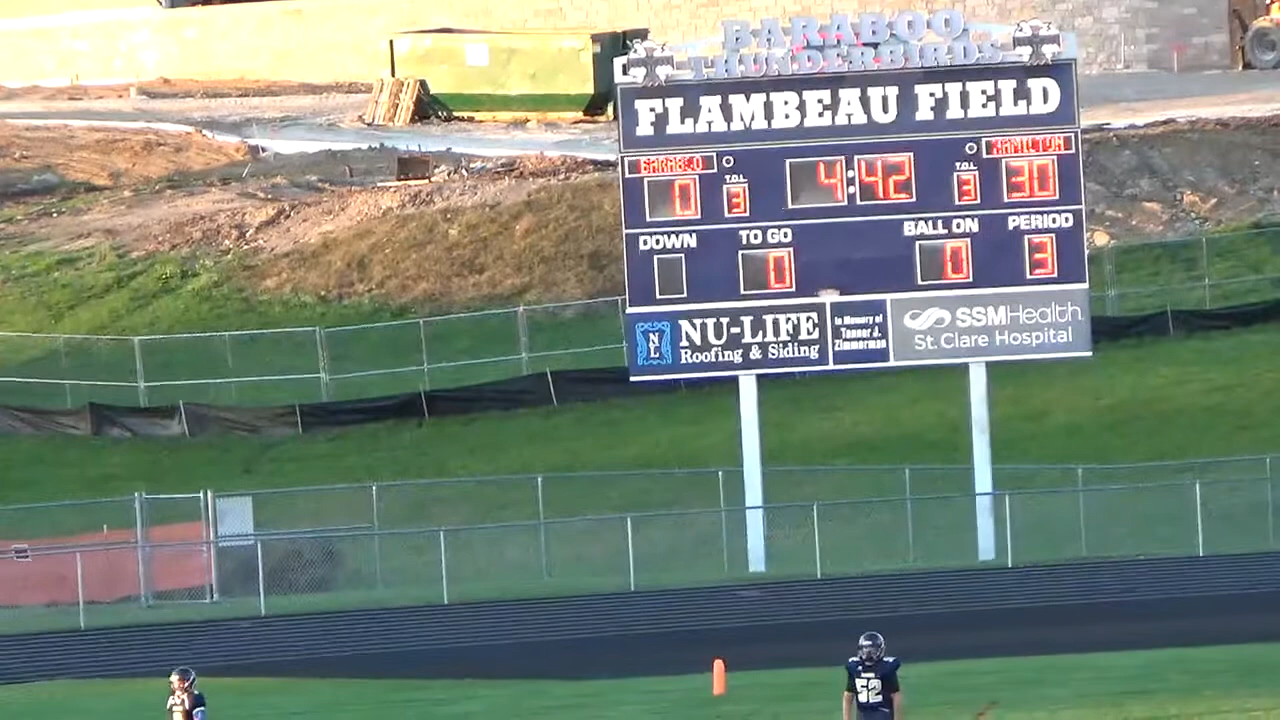 BARABOO
THUNDERBIRDS
FLAMBEAU FIELD
BARABOO HAMILTON
T.O.L. T.O.L.
0 3 4:42 3 30
DOWN TO GO BALL ON PERIOD
0 0 3
NU-LIFE
Roofing & Siding
NL
In Memory of
Tanner J.
Zimmerman
SSMHealth
St. Clare Hospital
52